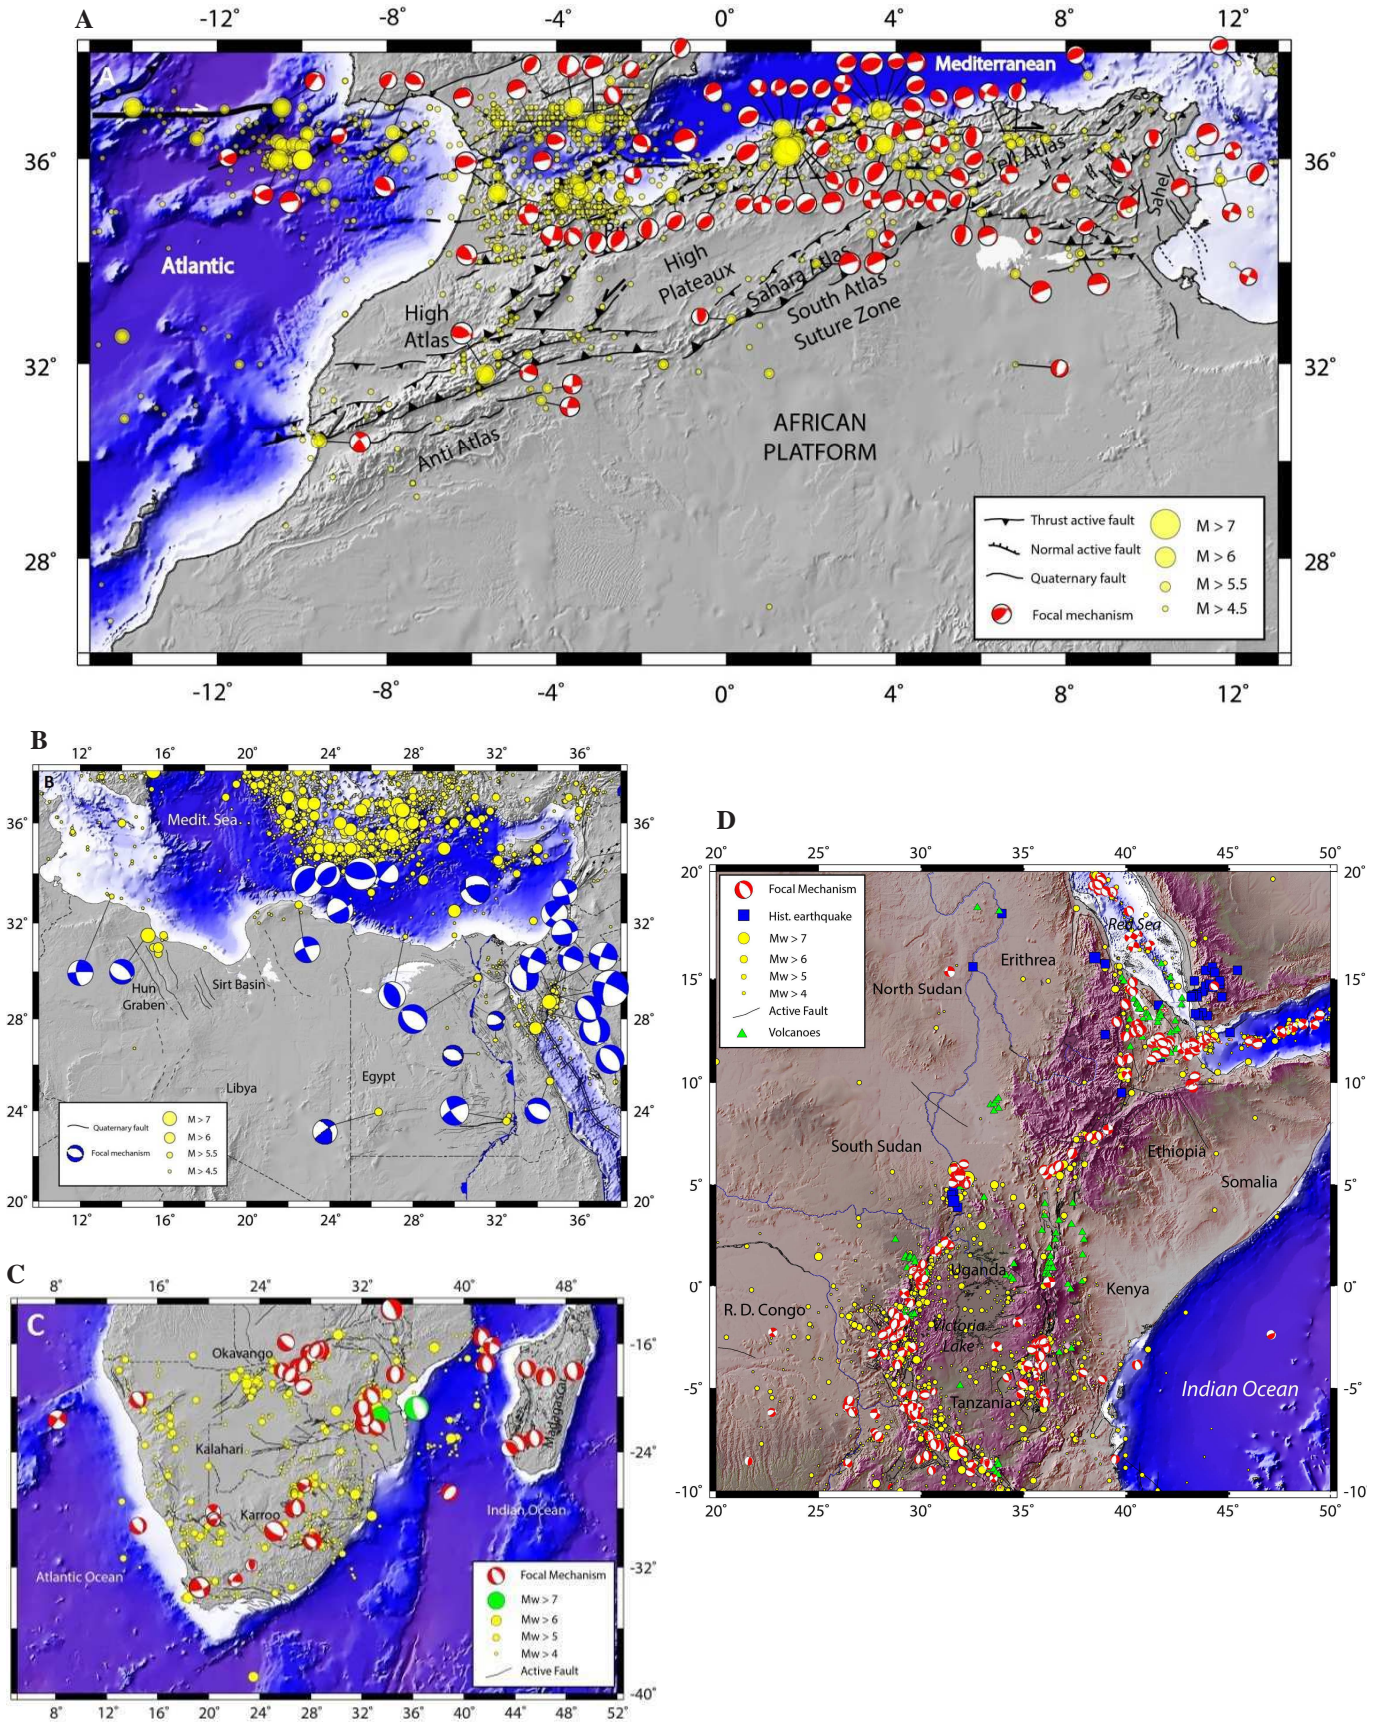 A
-12° -8° -4° 0° 4° 8° 12°
A
Mediterranean
36° 36°
Tell Atlas
Sahel
Rif
Atlantic
High
Plateaux
Sahara Atlas
South Atlas
Suture Zone
High
Atlas
32° 32°
Anti Atlas
AFRICAN
PLATFORM
Thrust active fault
Normal active fault
Quaternary fault
Focal mechanism
M > 7
M > 6
M > 5.5
M > 4.5
28° 28°
-12° -8° -4° 0° 4° 8° 12°
B
12° 16° 20° 24° 28° 32° 36°
B
Medit. Sea
36° 36°
32° 32°
Hun
Graben
Sirt Basin
28° 28°
Libya
Egypt
24° 24°
Quaternary fault
Focal mechanism
M > 7
M > 6
M > 5.5
M > 4.5
20° 20°
12° 16° 20° 24° 28° 32° 36°
C
8° 16° 24° 32° 40° 48°
C
-16°
Okavango
Madagascar
Kalahari
-24°
Karroo
Indian Ocean
Atlantic Ocean
-32°
Focal Mechanism
Mw > 7
Mw > 6
Mw > 5
Mw > 4
Active Fault
-40°
8° 12° 16° 20° 24° 28° 32° 36° 40° 44° 48° 52°
D
20° 25° 30° 35° 40° 45° 50°
20° 20°
Focal Mechanism
Hist. earthquake
Mw > 7
Mw > 6
Mw > 5
Mw > 4
Active Fault
Volcanoes
Red Sea
Erithrea
15° 15°
North Sudan
10° 10°
South Sudan
Ethiopia
Somalia
5° 5°
Uganda
Kenya
0° 0°
R. D. Congo
Victoria
Lake
Tanzania
Indian Ocean
-5° -5°
-10° -10
20° 25° 30° 35° 40° 45° 50°